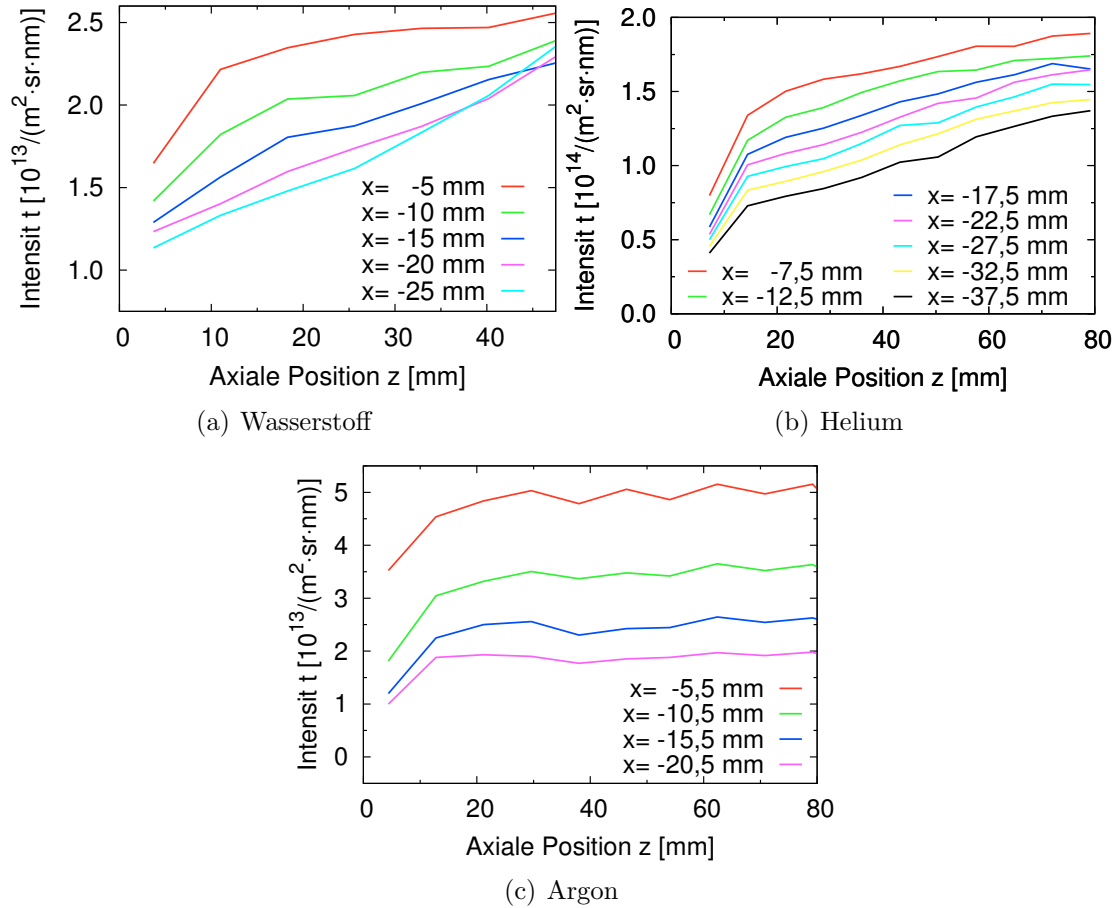 Intensit t [10^13/(m^2·sr·nm)]
2.5
2.0
1.5
1.0
x= -5 mm
x= -10 mm
x= -15 mm
x= -20 mm
x= -25 mm
0 10 20 30 40
Axiale Position z [mm]
(a) Wasserstoff
Intensit t [10^14/(m^2·sr·nm)]
2.0
1.5
1.0
0.5
0.0
x= -7,5 mm
x= -12,5 mm
x= -17,5 mm
x= -22,5 mm
x= -27,5 mm
x= -32,5 mm
x= -37,5 mm
0 20 40 60 80
Axiale Position z [mm]
(b) Helium
Intensit t [10^13/(m^2·sr·nm)]
5
4
3
2
1
0
x= -5,5 mm
x= -10,5 mm
x= -15,5 mm
x= -20,5 mm
0 20 40 60 80
Axiale Position z [mm]
(c) Argon